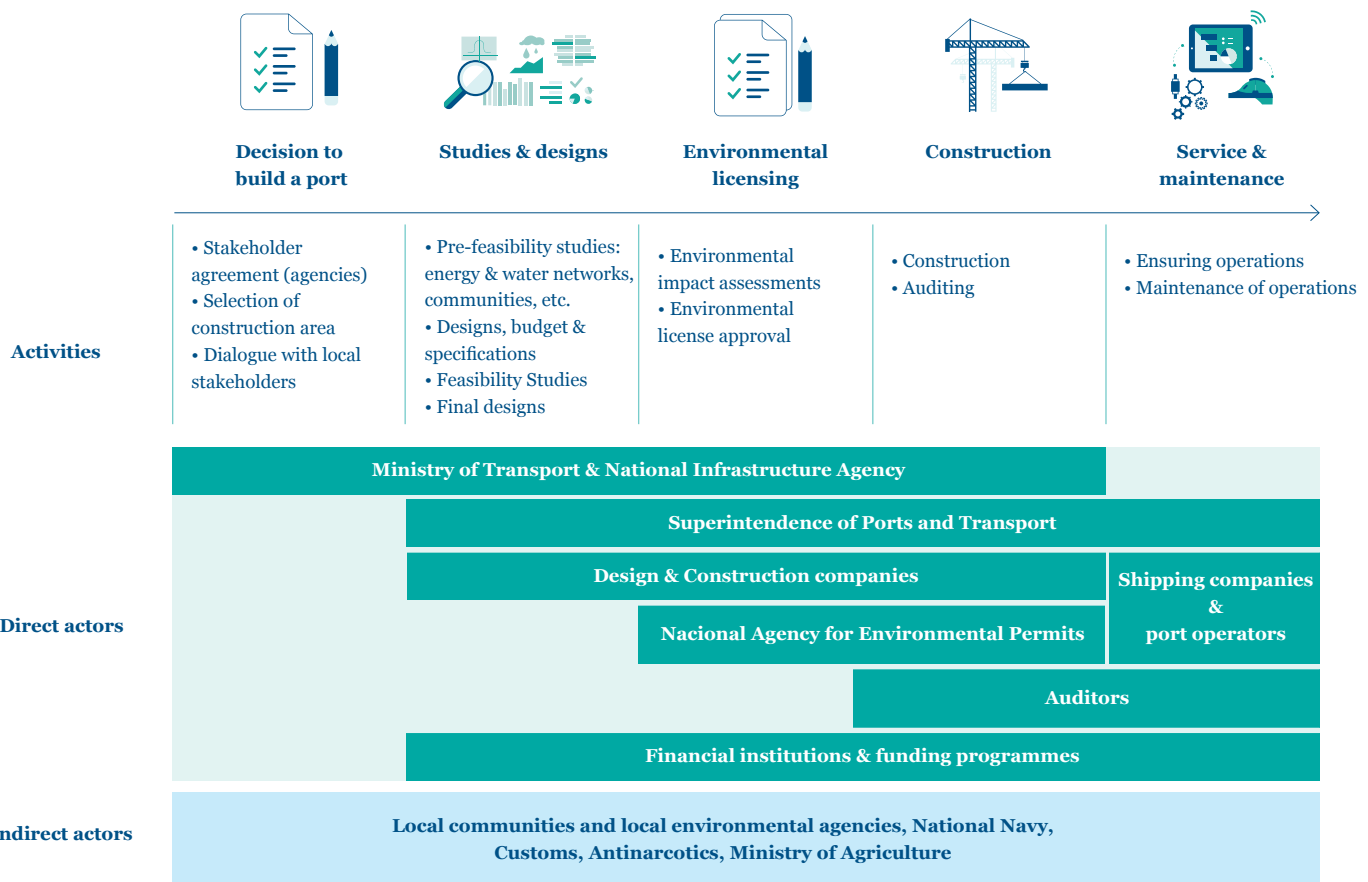 Decision to
build a port
Studies & designs
Environmental
licensing
Construction
Service &
maintenance
Activities
• Stakeholder
agreement (agencies)
• Selection of
construction area
• Dialogue with local
stakeholders
• Pre-feasibility studies:
energy & water networks,
communities, etc.
• Designs, budget &
specifications
• Feasibility Studies
• Final designs
• Environmental
impact assessments
• Environmental
license approval
• Construction
• Auditing
• Ensuring operations
• Maintenance of operations
Direct actors
Ministry of Transport & National Infrastructure Agency
Superintendence of Ports and Transport
Design & Construction companies
Shipping companies
&
port operators
Nacional Agency for Environmental Permits
Auditors
Financial institutions & funding programmes
ndirect actors
Local communities and local environmental agencies, National Navy,
Customs, Antinarcotics, Ministry of Agriculture